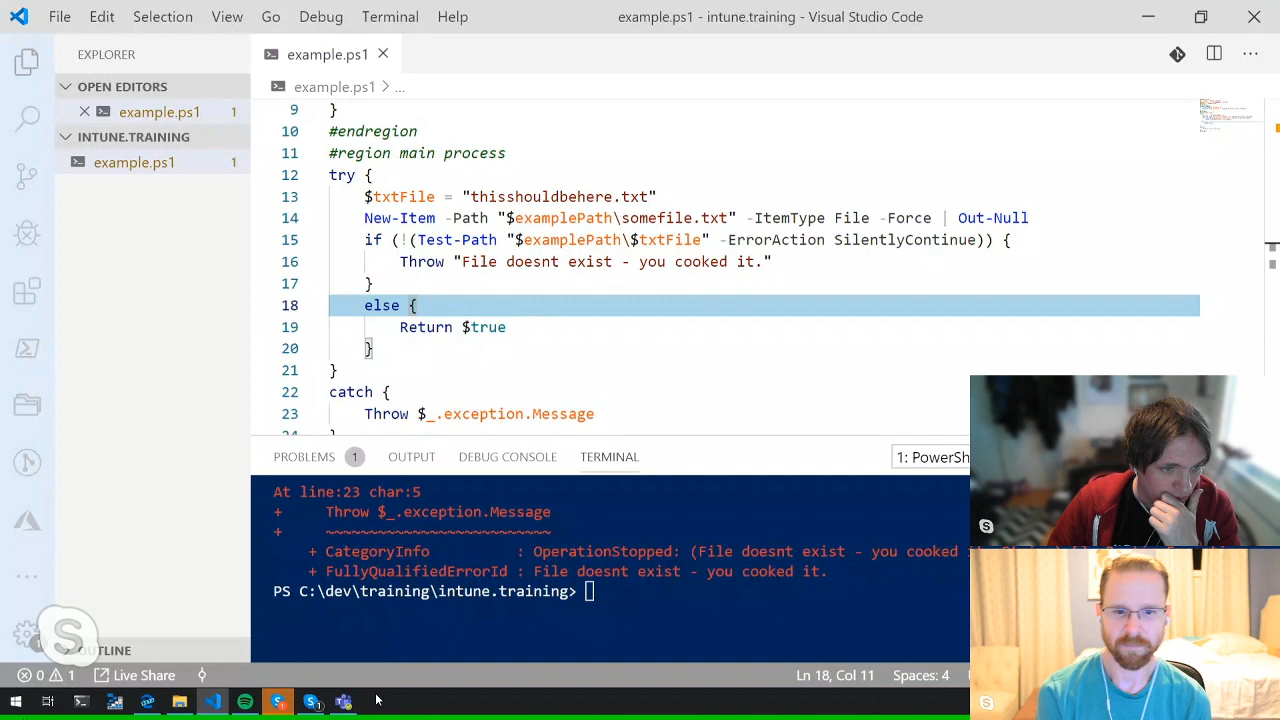 File Edit Selection View Go Debug Terminal Help example.ps1 - intune.training - Visual Studio Code
EXPLORER
example.ps1
OPEN EDITORS
example.ps1 1
example.ps1 > ...
INTUNE.TRAINING
example.ps1 1
9 }
10 #endregion
11 #region main process
12 try {
13 $txtFile = "thisshouldbehere.txt"
14 New-Item -Path "$examplePath\somefile.txt" -ItemType File -Force | Out-Null
15 if (!(Test-Path "$examplePath\$txtFile" -ErrorAction SilentlyContinue)) {
16 Throw "File doesnt exist - you cooked it."
17 }
18 else {
19 Return $true
20 }
21 }
22 catch {
23 Throw $_.exception.Message
PROBLEMS 1 OUTPUT DEBUG CONSOLE TERMINAL 1: PowerSh
At line:23 char:5
+ Throw $_.exception.Message
+ ~~~~~~~~~~~~~~~~~~~~~~~~~~
+ CategoryInfo : OperationStopped: (File doesnt exist - you cooked
+ FullyQualifiedErrorId : File doesnt exist - you cooked it.
PS C:\dev\training\intune.training>
OUTLINE
0 1 Live Share Ln 18, Col 11 Spaces: 4